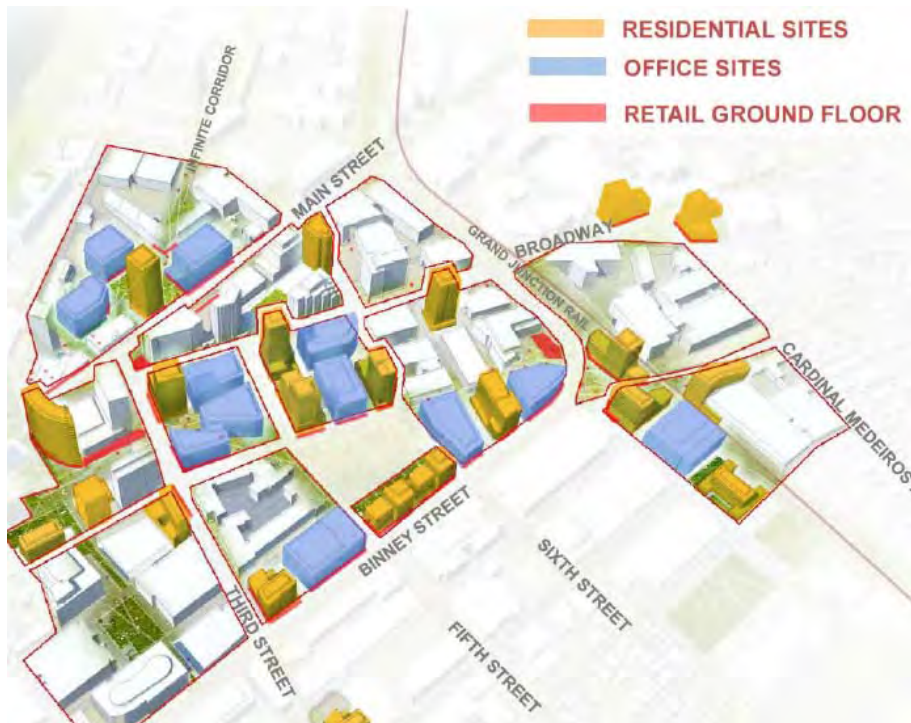 RESIDENTIAL SITES
OFFICE SITES
RETAIL GROUND FLOOR
INFINITE CORRIDOR
MAIN STREET
GRAND JUNCTION RAIL
BROADWAY
CARDINAL MEDEIROS
BINNEY STREET
SIXTH STREET
THIRD STREET
FIFTH STREET